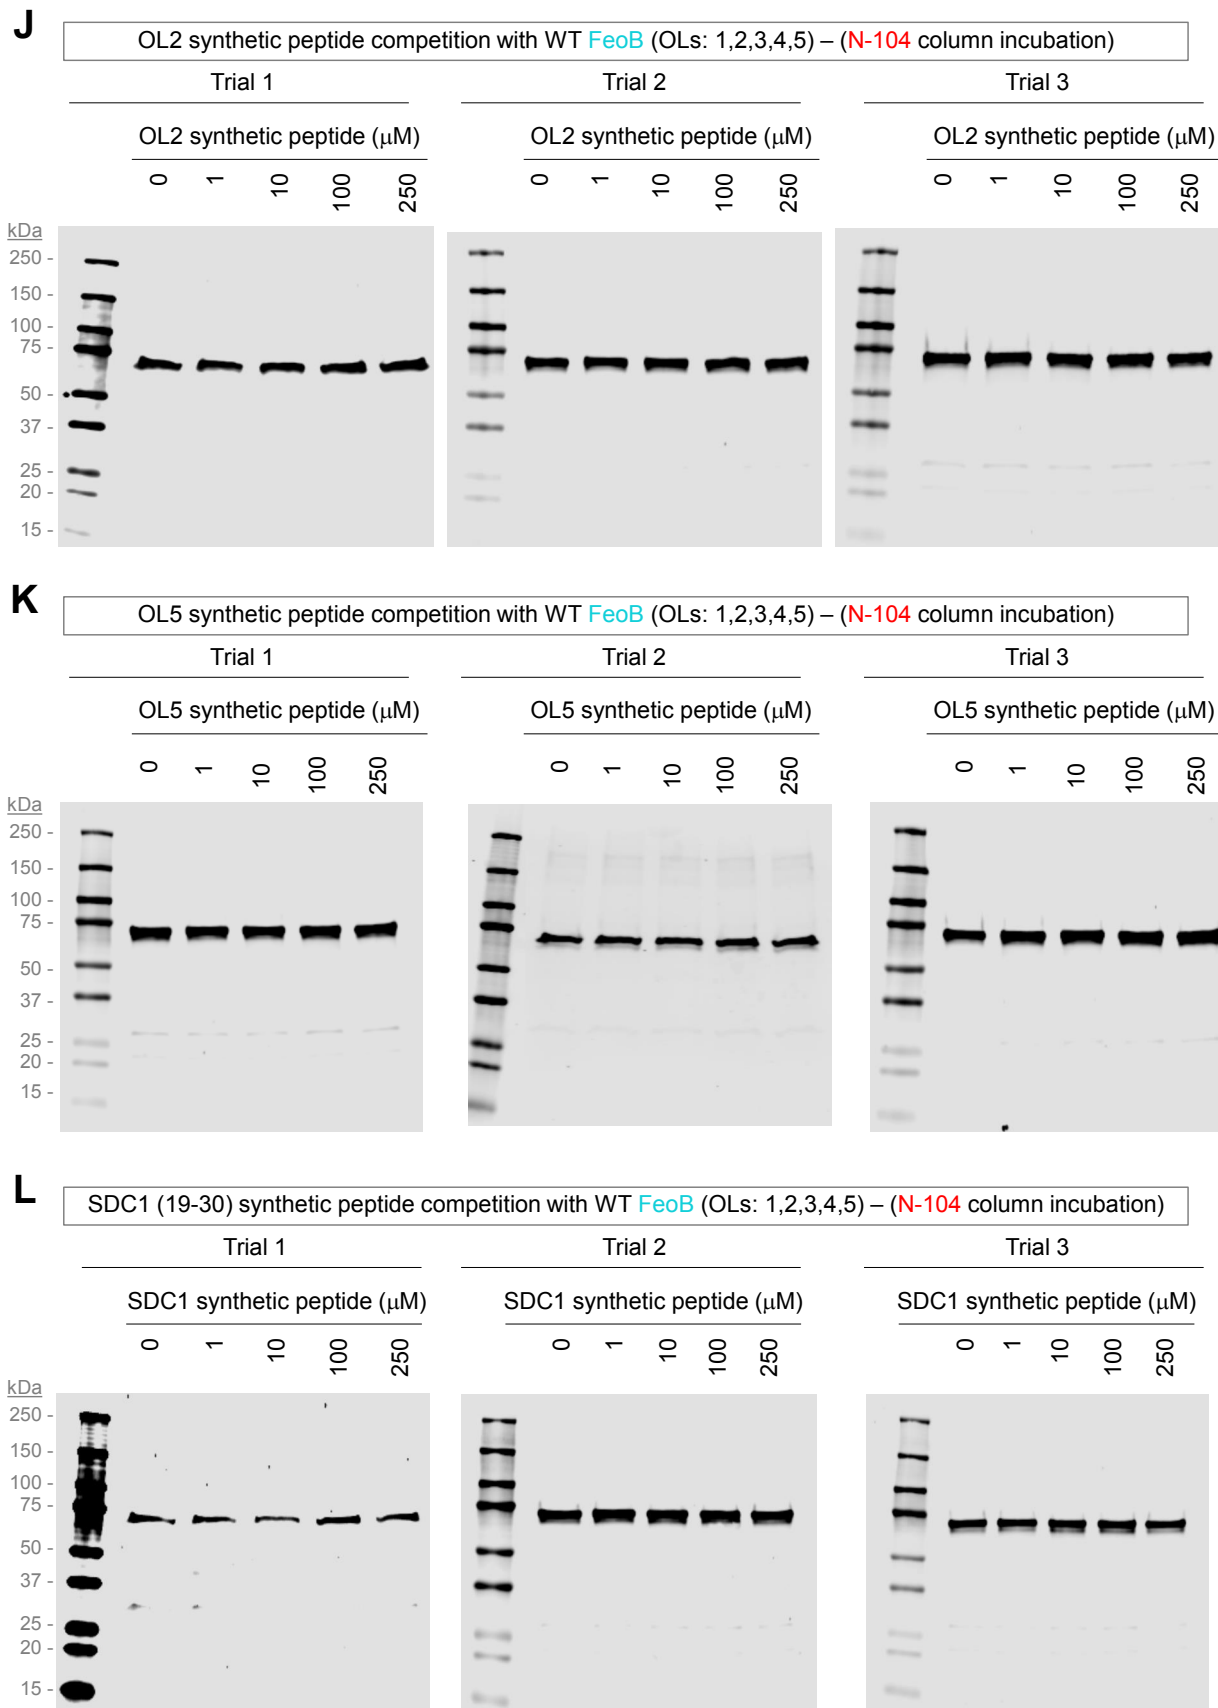 J
OL2 synthetic peptide competition with WT FeoB (OLs: 1,2,3,4,5) – (N-104 column incubation)
Trial 1 Trial 2 Trial 3
OL2 synthetic peptide (μM) OL2 synthetic peptide (μM) OL2 synthetic peptide (μM)
0 1 10 100 250 0 1 10 100 250 0 1 10 100 250
kDa
250 -
150 -
100 -
75 -
50 -
37 -
25 -
20 -
15 -
K
OL5 synthetic peptide competition with WT FeoB (OLs: 1,2,3,4,5) – (N-104 column incubation)
Trial 1 Trial 2 Trial 3
OL5 synthetic peptide (μM) OL5 synthetic peptide (μM) OL5 synthetic peptide (μM)
0 1 10 100 250 0 1 10 100 250 0 1 10 100 250
kDa
250 -
150 -
100 -
75 -
50 -
37 -
25 -
20 -
15 -
L
SDC1 (19-30) synthetic peptide competition with WT FeoB (OLs: 1,2,3,4,5) – (N-104 column incubation)
Trial 1 Trial 2 Trial 3
SDC1 synthetic peptide (μM) SDC1 synthetic peptide (μM) SDC1 synthetic peptide (μM)
0 1 10 100 250 0 1 10 100 250 0 1 10 100 250
kDa
250 -
150 -
100 -
75 -
50 -
37 -
25 -
20 -
15 -